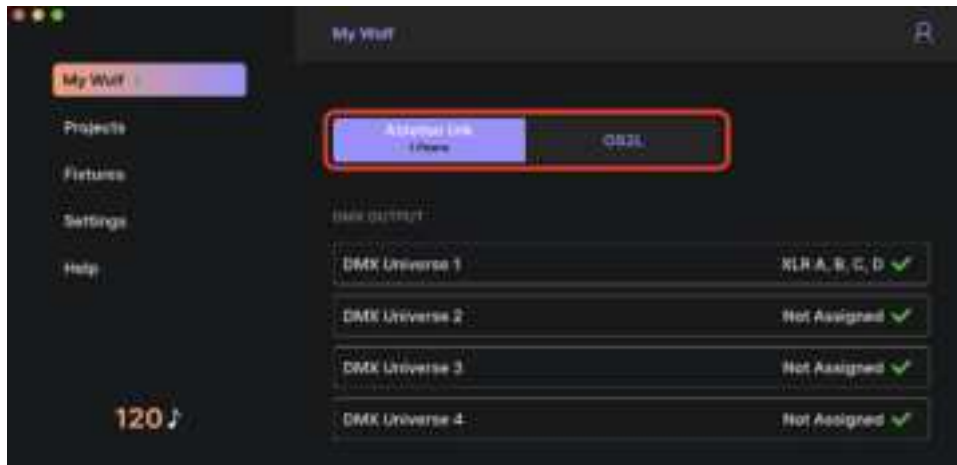 My Wolf
My Wolf
Projects
Fixtures
Settings
Help
120
Ableton Link
OS2L
DMX OUTPUT
DMX Universe 1 XLR A, B, C, D
DMX Universe 2 Not Assigned
DMX Universe 3 Not Assigned
DMX Universe 4 Not Assigned